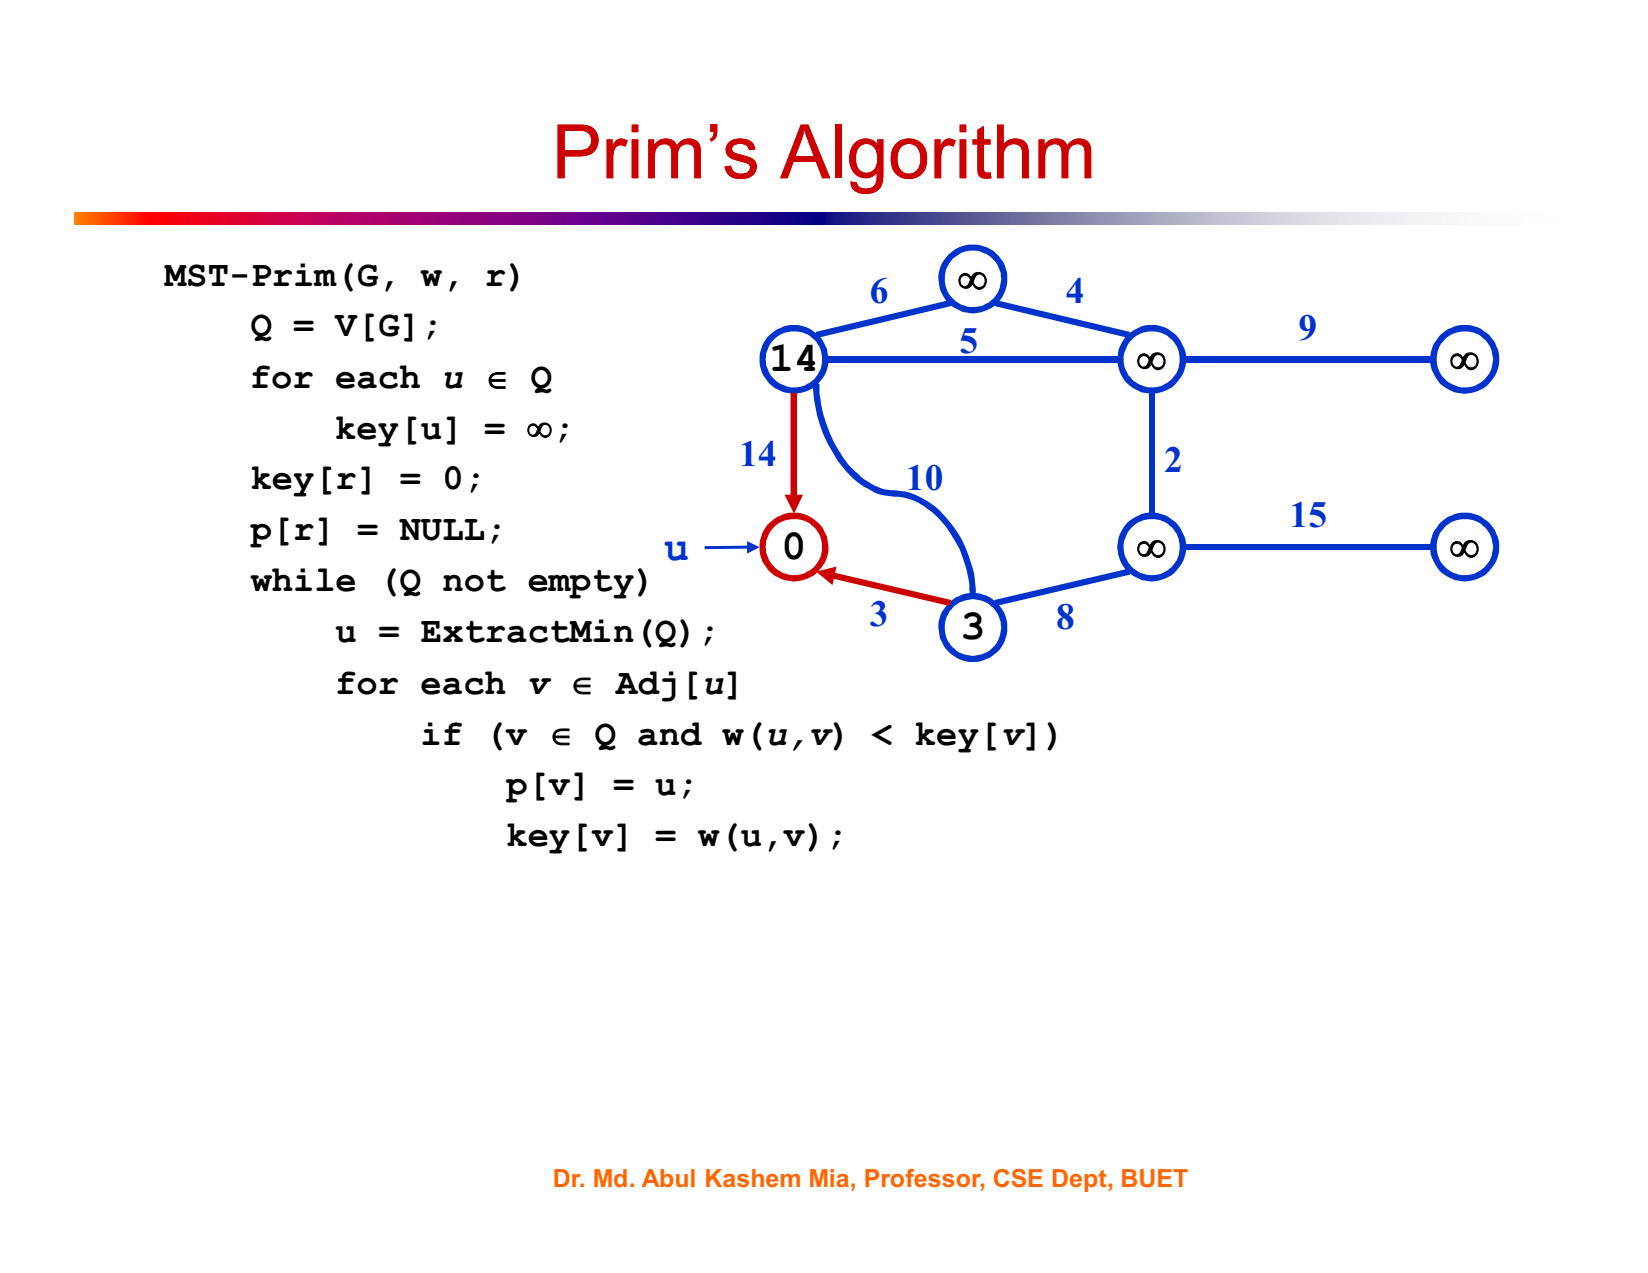 Prim’s Algorithm
MST-Prim(G, w, r)
Q = V[G];
for each u ∈ Q
key[u] = ∞;
key[r] = 0;
p[r] = NULL;
while (Q not empty)
u = ExtractMin(Q);
for each v ∈ Adj[u]
if (v ∈ Q and w(u,v) < key[v])
p[v] = u;
key[v] = w(u,v);
∞
6
4
14
5
∞
9
∞
14
10
2
u
0
∞
15
∞
3
3
8
Dr. Md. Abul Kashem Mia, Professor, CSE Dept, BUET